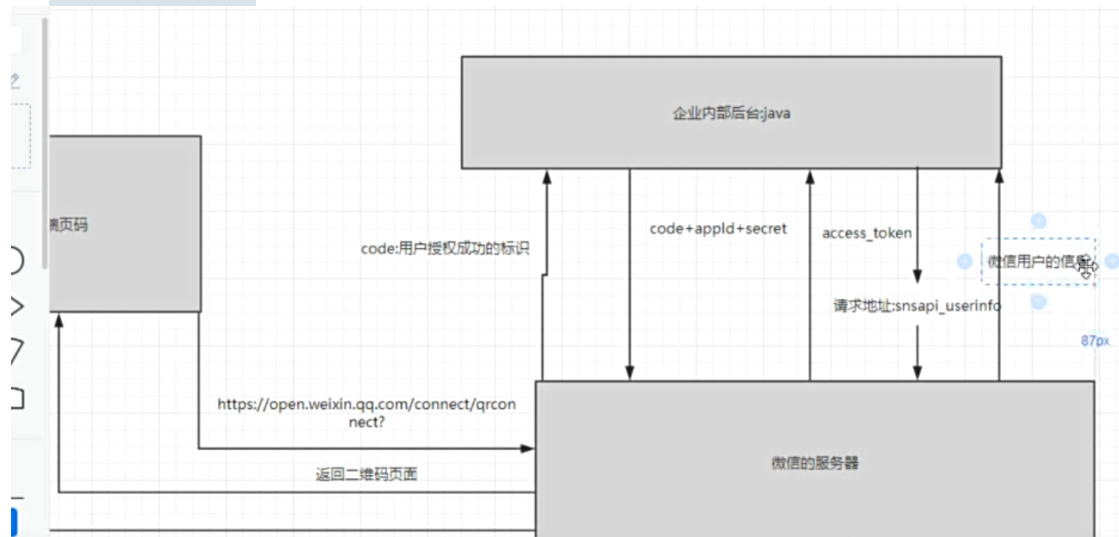 企业内部后台:java
页码
code:用户授权成功的标识
code+appId+secret
access_token
微信用户的信息
请求地址:snsapi_userinfo
87px
https://open.weixin.qq.com/connect/qrcon
nect?
返回二维码页面
微信的服务器